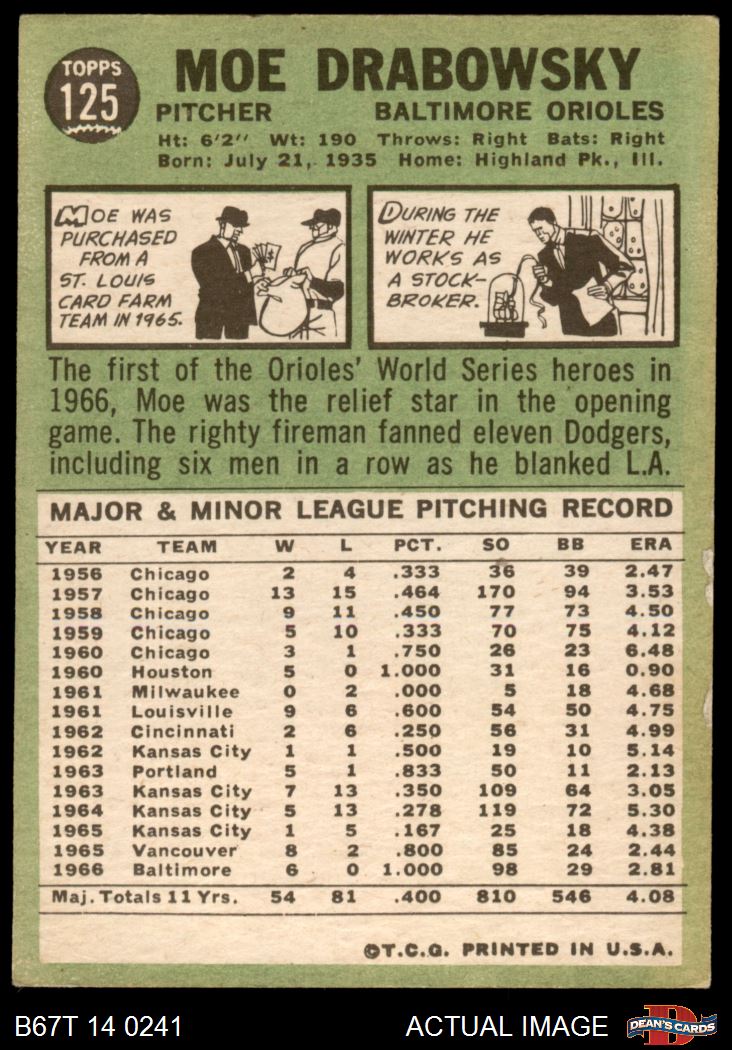 TOPPS
125
MOE DRABOWSKY
PITCHER BALTIMORE ORIOLES
Ht: 6'2" Wt: 190 Throws: Right Bats: Right
Born: July 21, 1935 Home: Highland Pk., Ill.
MOE WAS
PURCHASED
FROM A
ST. LOUIS
CARD FARM
TEAM IN 1965.
DURING THE
WINTER HE
WORKS AS
A STOCK-
BROKER.
The first of the Orioles' World Series heroes in
1966, Moe was the relief star in the opening
game. The righty fireman fanned eleven Dodgers,
including six men in a row as he blanked L.A.
MAJOR & MINOR LEAGUE PITCHING RECORD
YEAR TEAM W L PCT. SO BB ERA
1956 Chicago 2 4 .333 36 39 2.47
1957 Chicago 13 15 .464 170 94 3.53
1958 Chicago 9 11 .450 77 73 4.50
1959 Chicago 5 10 .333 70 75 4.12
1960 Chicago 3 1 .750 26 23 6.48
1960 Houston 5 0 1.000 31 16 0.90
1961 Milwaukee 0 2 .000 5 18 4.68
1961 Louisville 9 6 .600 54 50 4.75
1962 Cincinnati 2 6 .250 56 31 4.99
1962 Kansas City 1 1 .500 19 10 5.14
1963 Portland 5 1 .833 50 11 2.13
1963 Kansas City 7 13 .350 109 64 3.05
1964 Kansas City 5 13 .278 119 72 5.30
1965 Kansas City 1 5 .167 25 18 4.38
1965 Vancouver 8 2 .800 85 24 2.44
1966 Baltimore 6 0 1.000 98 29 2.81
Maj. Totals 11 Yrs. 54 81 .400 810 546 4.08
©T.C.G. PRINTED IN U.S.A.
B67T 14 0241 ACTUAL IMAGE
DEAN'S CARDS